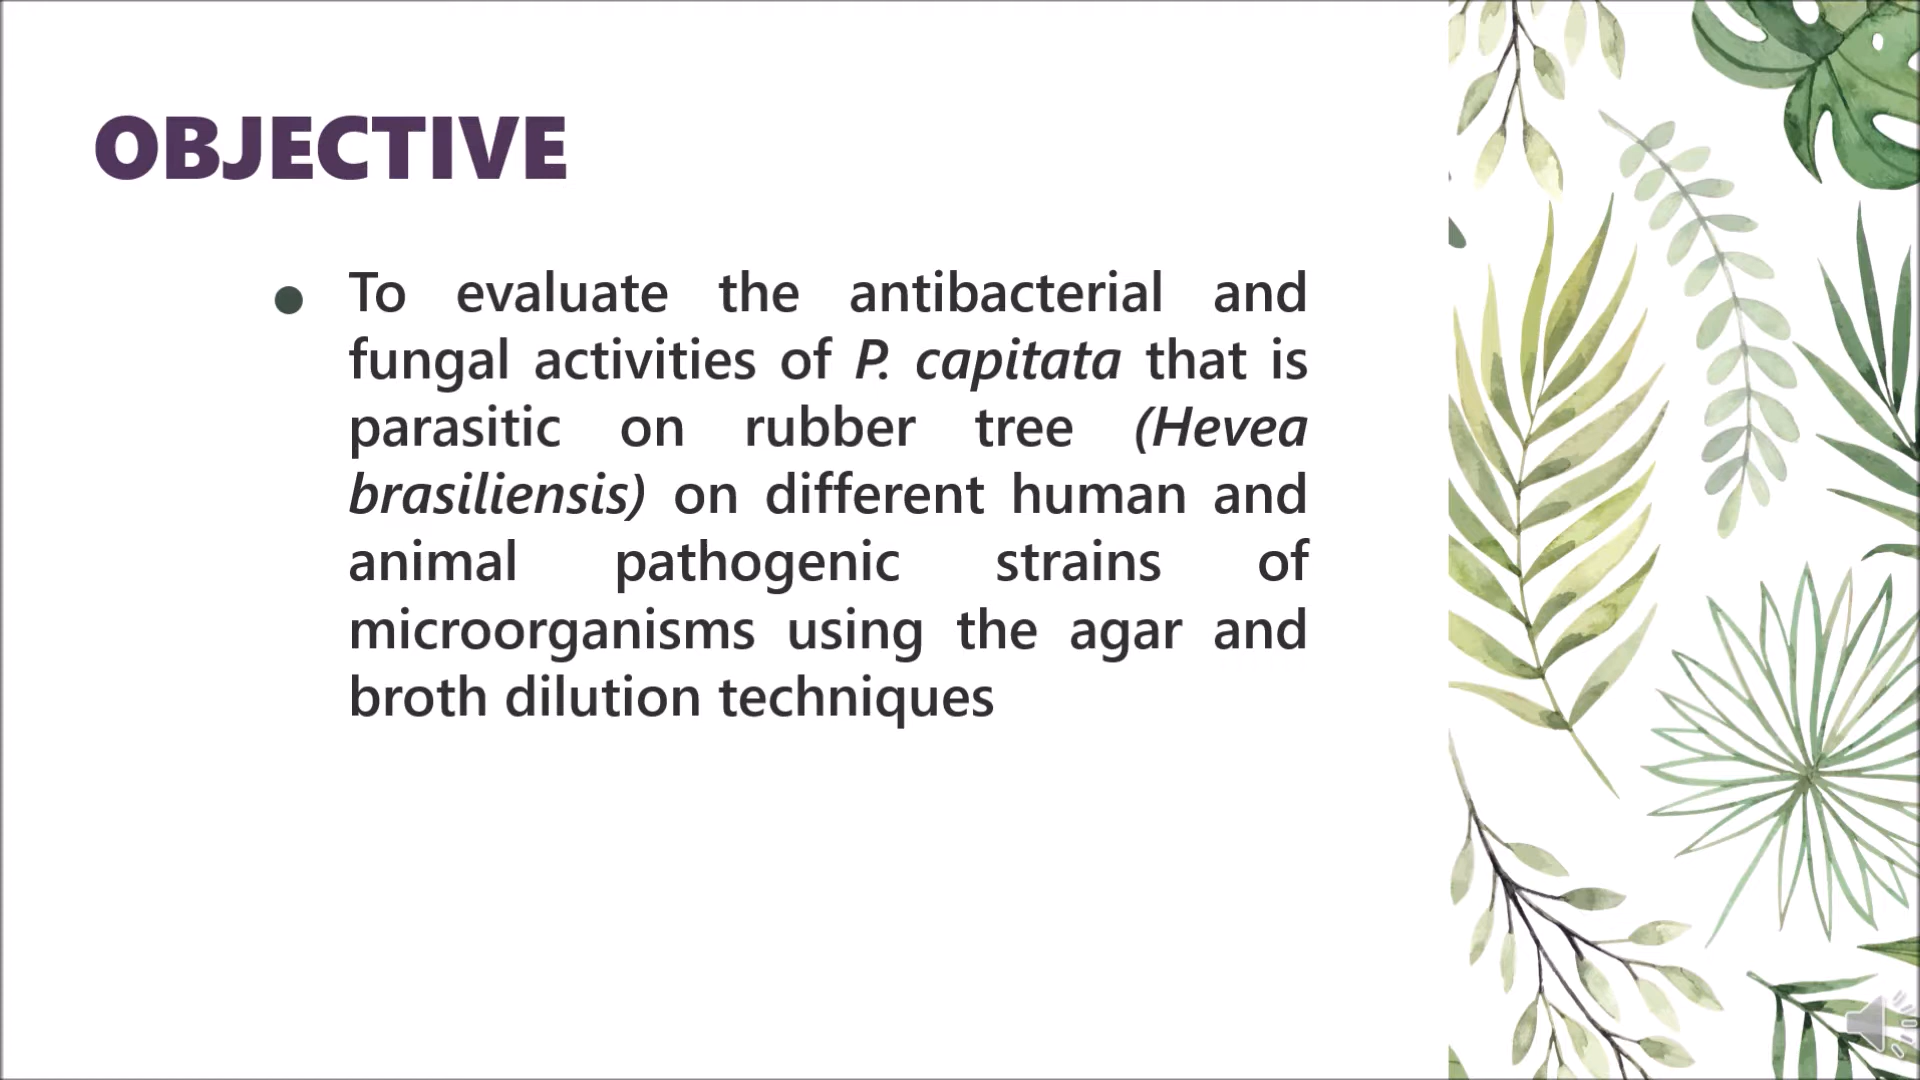 OBJECTIVE
● To evaluate the antibacterial and
fungal activities of P. capitata that is
parasitic on rubber tree (Hevea
brasiliensis) on different human and
animal pathogenic strains of
microorganisms using the agar and
broth dilution techniques